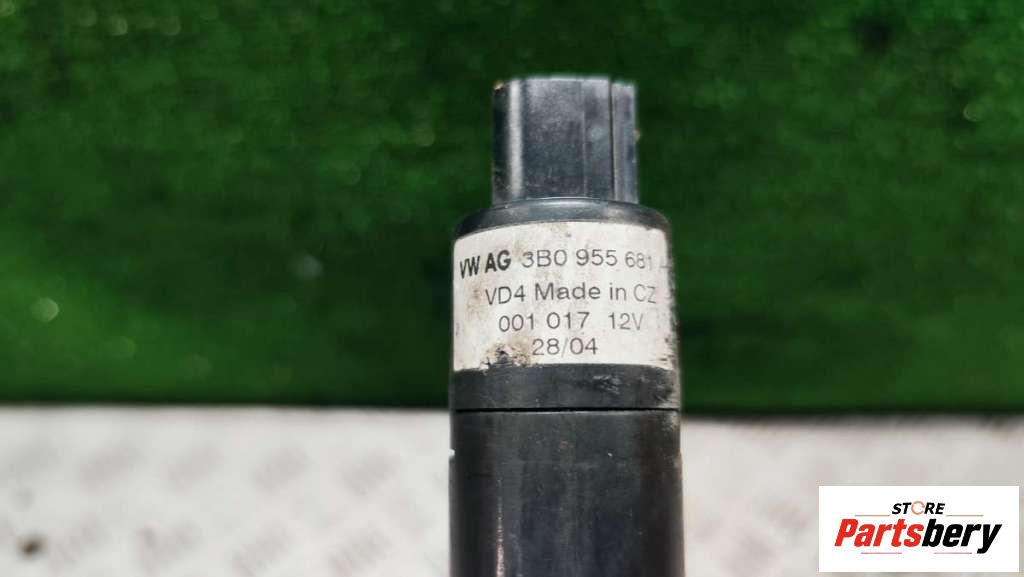 VW AG 3B0 955 681 A
VD4 Made in CZ
001 017 12V
28/04
STORE
Partsbery